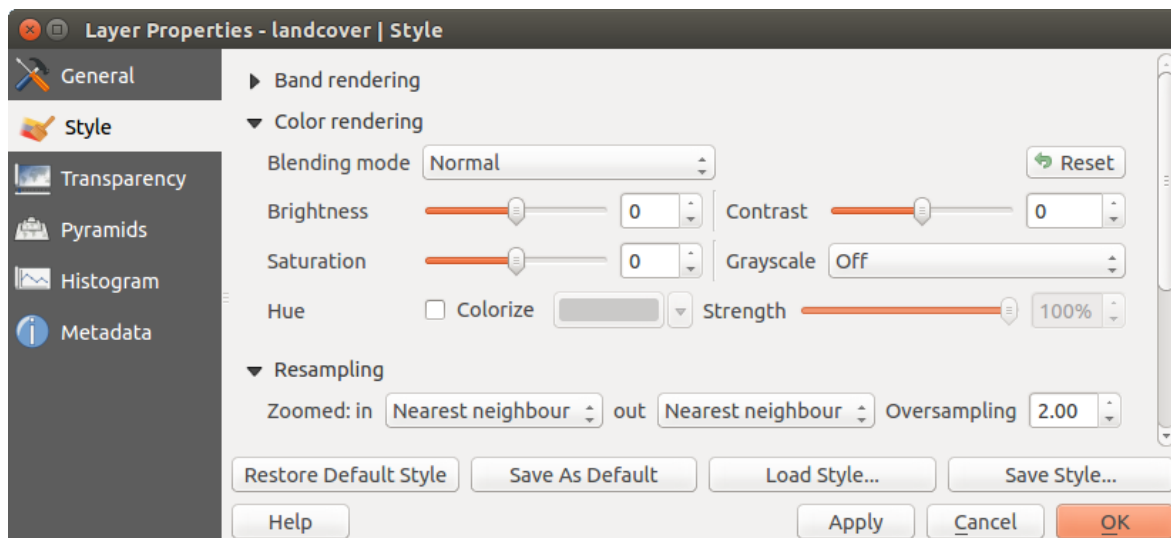 Layer Properties - landcover | Style
General
Style
Transparency
Pyramids
Histogram
Metadata
Band rendering
Color rendering
Blending mode Normal Reset
Brightness 0 Contrast 0
Saturation 0 Grayscale Off
Hue Colorize Strength 100%
Resampling
Zoomed: in Nearest neighbour out Nearest neighbour Oversampling 2.00
Restore Default Style Save As Default Load Style... Save Style...
Help Apply Cancel OK